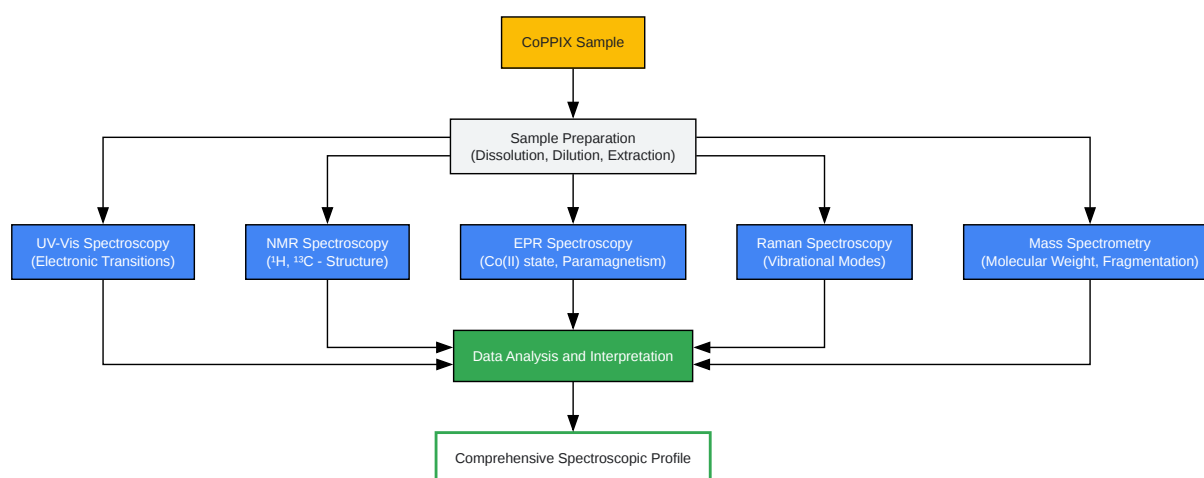 CoPPIX Sample
Sample Preparation
(Dissolution, Dilution, Extraction)
UV-Vis Spectroscopy
(Electronic Transitions)
NMR Spectroscopy
(¹H, ¹³C - Structure)
EPR Spectroscopy
(Co(II) state, Paramagnetism)
Raman Spectroscopy
(Vibrational Modes)
Mass Spectrometry
(Molecular Weight, Fragmentation)
Data Analysis and Interpretation
Comprehensive Spectroscopic Profile